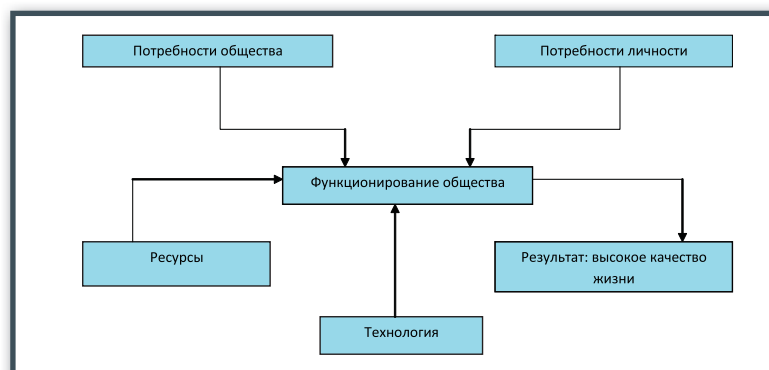 Потребности общества
Потребности личности
Функционирование общества
Ресурсы
Результат: высокое качество
жизни
Технология